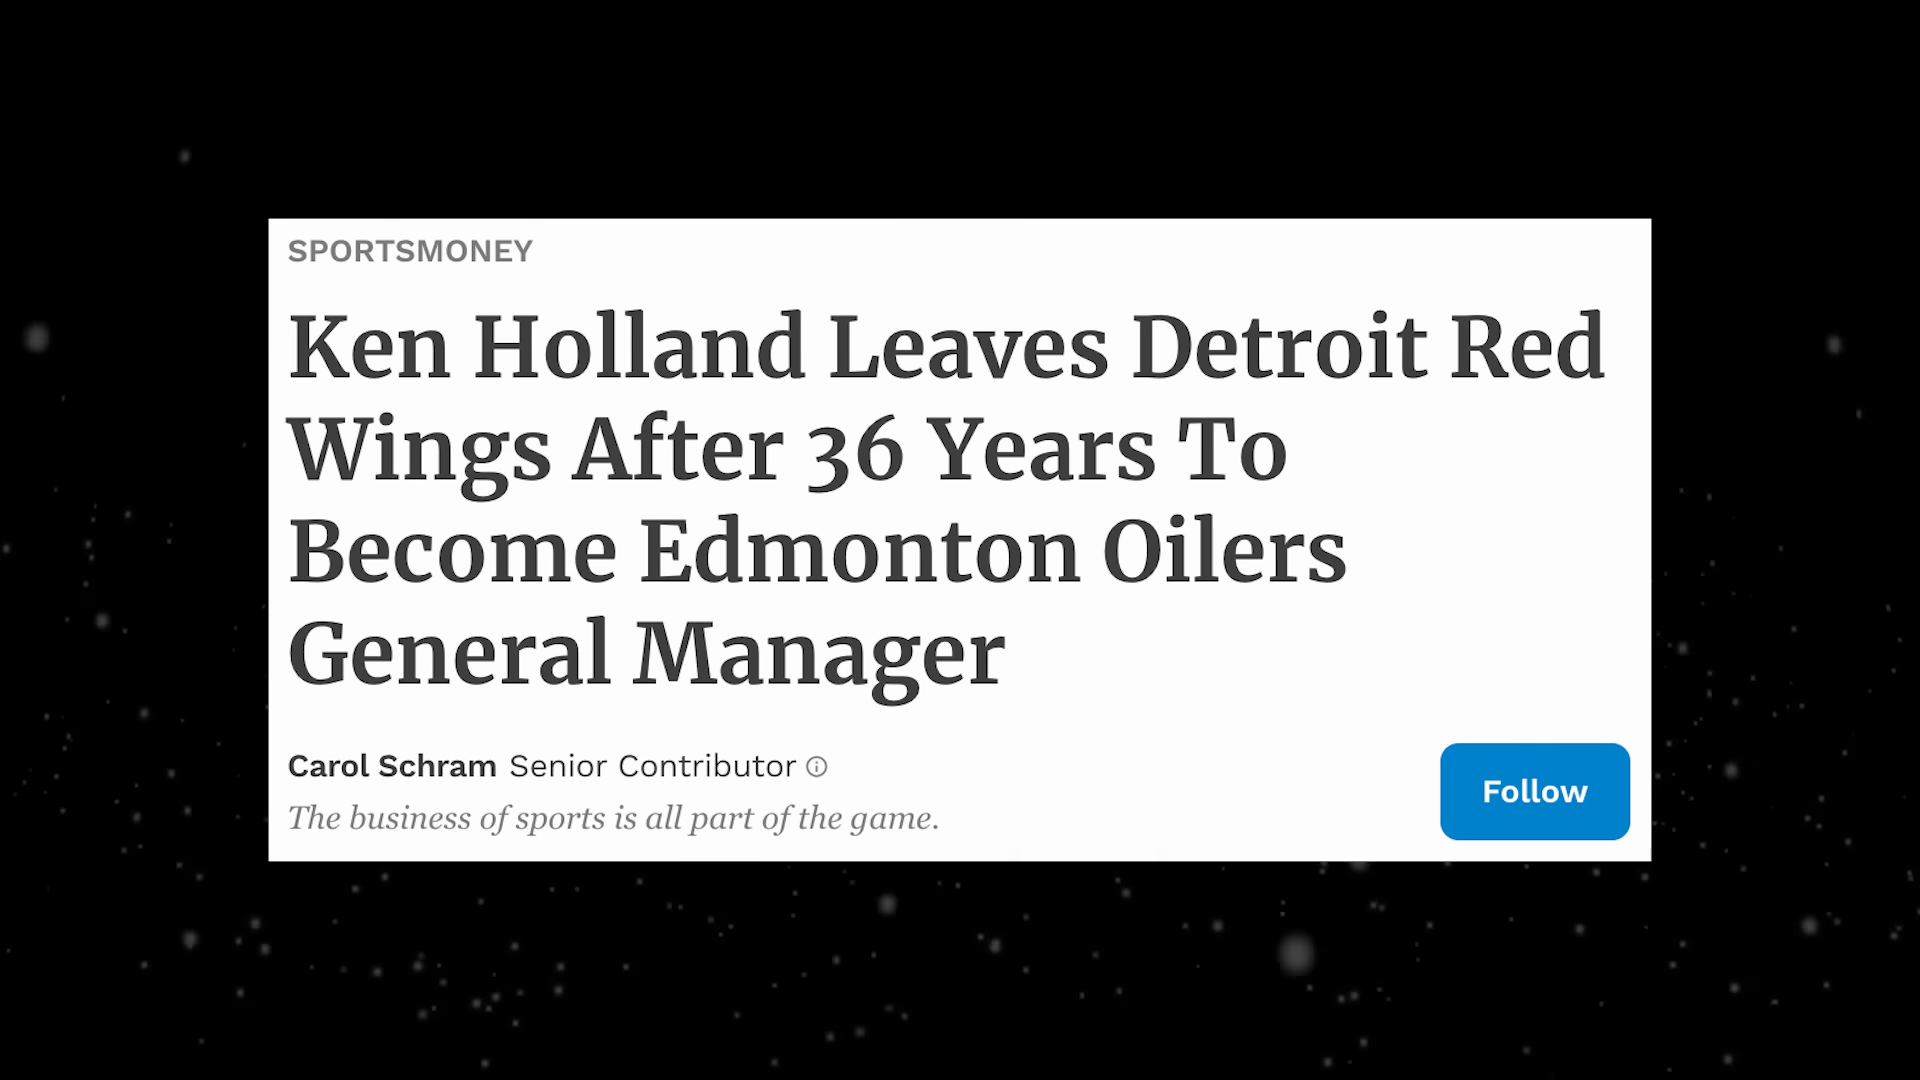 SPORTSMONEY
Ken Holland Leaves Detroit Red
Wings After 36 Years To
Become Edmonton Oilers
General Manager
Carol Schram Senior Contributor
The business of sports is all part of the game.
Follow